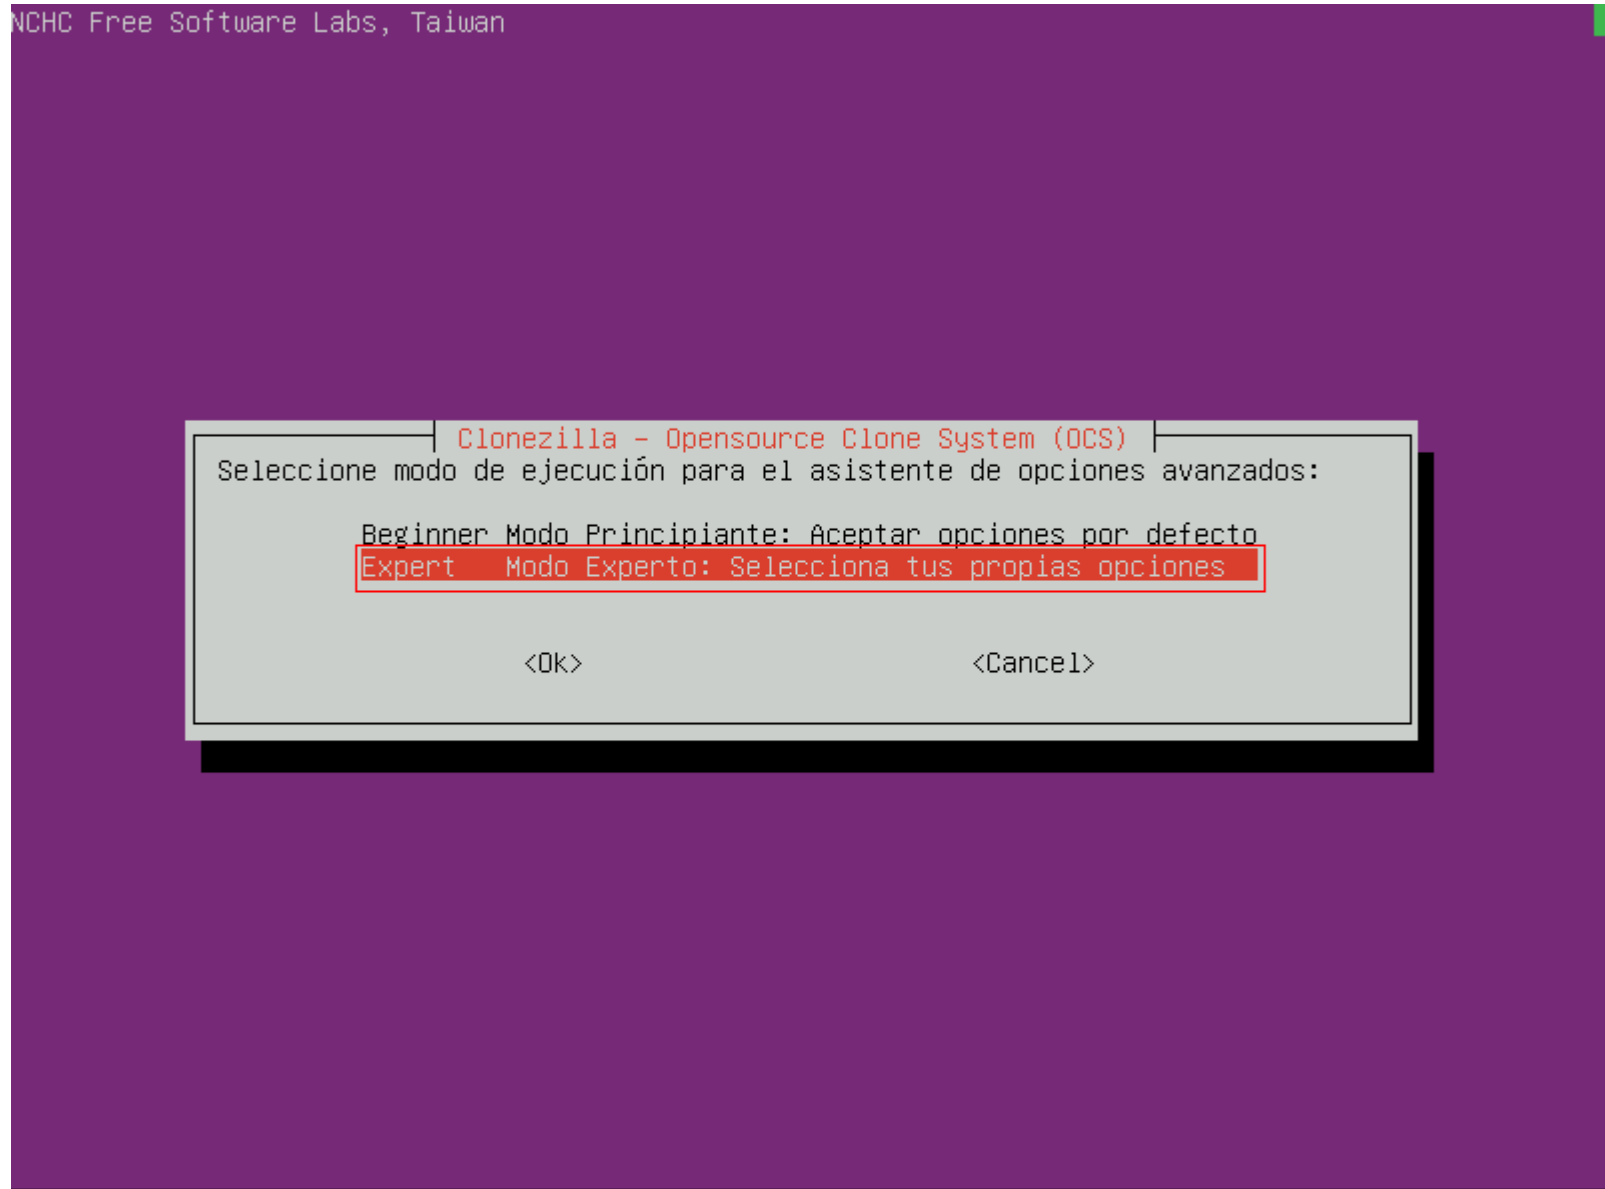 NCHC Free Software Labs, Taiwan
Clonezilla - Opensource Clone System (OCS)
Seleccione modo de ejecución para el asistente de opciones avanzados:
Beginner Modo Principiante: Aceptar opciones por defecto
Expert Modo Experto: Selecciona tus propias opciones
<Ok> <Cancel>